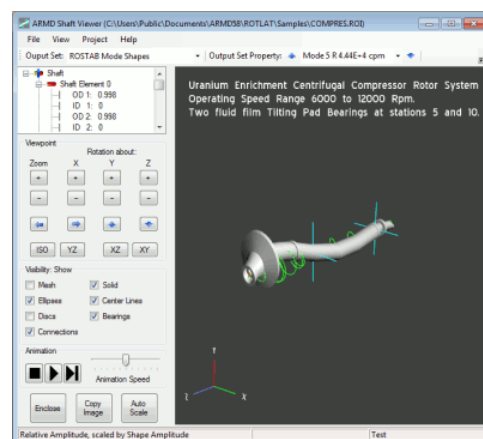 ARMD Shaft Viewer (C:\Users\Public\Documents\ARMD58\ROTLAT\Samples\COMPRES.ROI)
File View Project Help
Ouput Set: ROSTAB Mode Shapes Output Set Property: Mode 5 R 4.44E+4 cpm
Shaft
Shaft Element 0
OD 1: 0.998
ID 1: 0
OD 2: 0.998
ID 2: 0
Uranium Enrichment Centrifugal Compressor Rotor System
Operating Speed Range 6000 to 12000 Rpm.
Two fluid film Tilting Pad Bearings at stations 5 and 10.
Viewpoint
Rotation about:
Zoom X Y Z
+ + + +
- - - -
ISO YZ XZ XY
Visibility: Show
Mesh Solid
Ellipses Center Lines
Discs Bearings
Connections
Animation
Animation Speed
Enclose Copy Image Auto Scale
Y
Z X
Relative Amplitude, scaled by Shape Amplitude Test